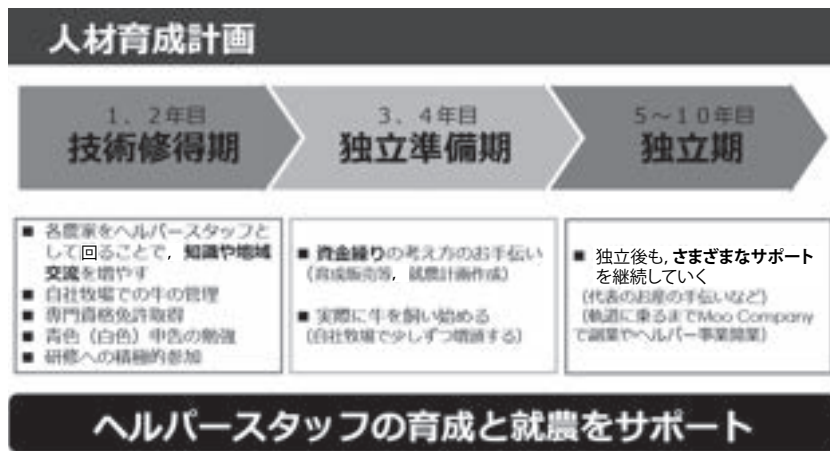 人材育成計画
1、2年目
技術修得期
3、4年目
独立準備期
5～10年目
独立期
■ 各農家をヘルパースタッフと
して回ることで，知識や地域
交流を増やす
■ 自社牧場での牛の管理
■ 専門資格免許取得
■ 青色（白色）申告の勉強
■ 研修への積極的参加
■ 資金繰りの考え方のお手伝い
（育成販売等，就農計画作成）
■ 実際に牛を飼い始める
（自社牧場で少しずつ増頭する）
■ 独立後も，さまざまなサポート
を継続していく
（代表のお産の手伝いなど）
（軌道に乗るまでMoo Company
で副業やヘルパー事業開業）
ヘルパースタッフの育成と就農をサポート